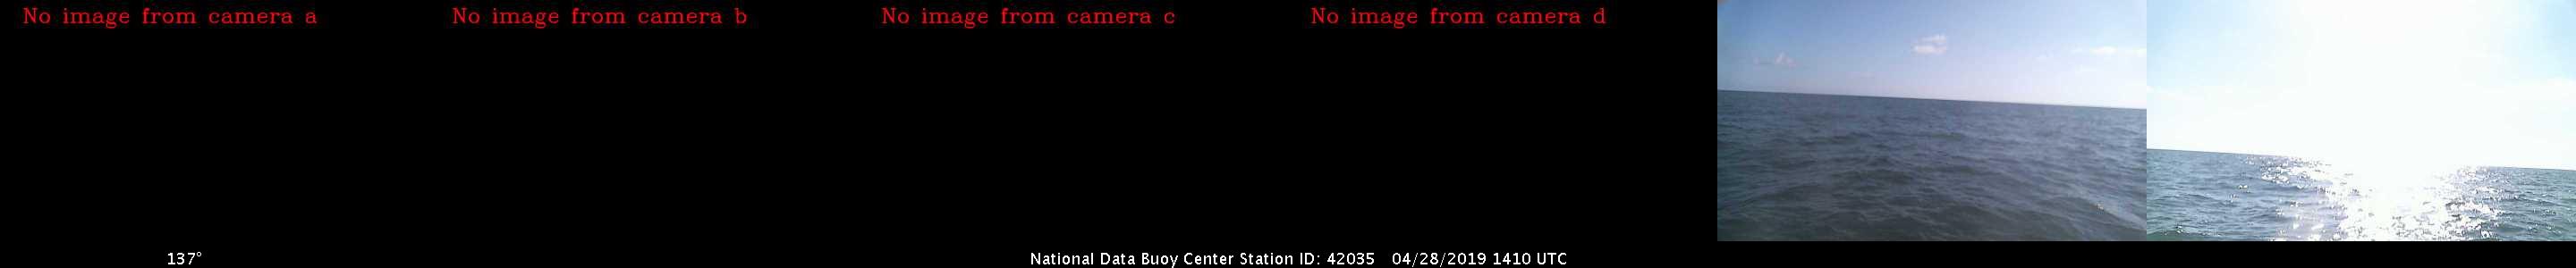 No image from camera a
No image from camera b
No image from camera c
No image from camera d
137°
National Data Buoy Center Station ID: 42035 04/28/2019 1410 UTC